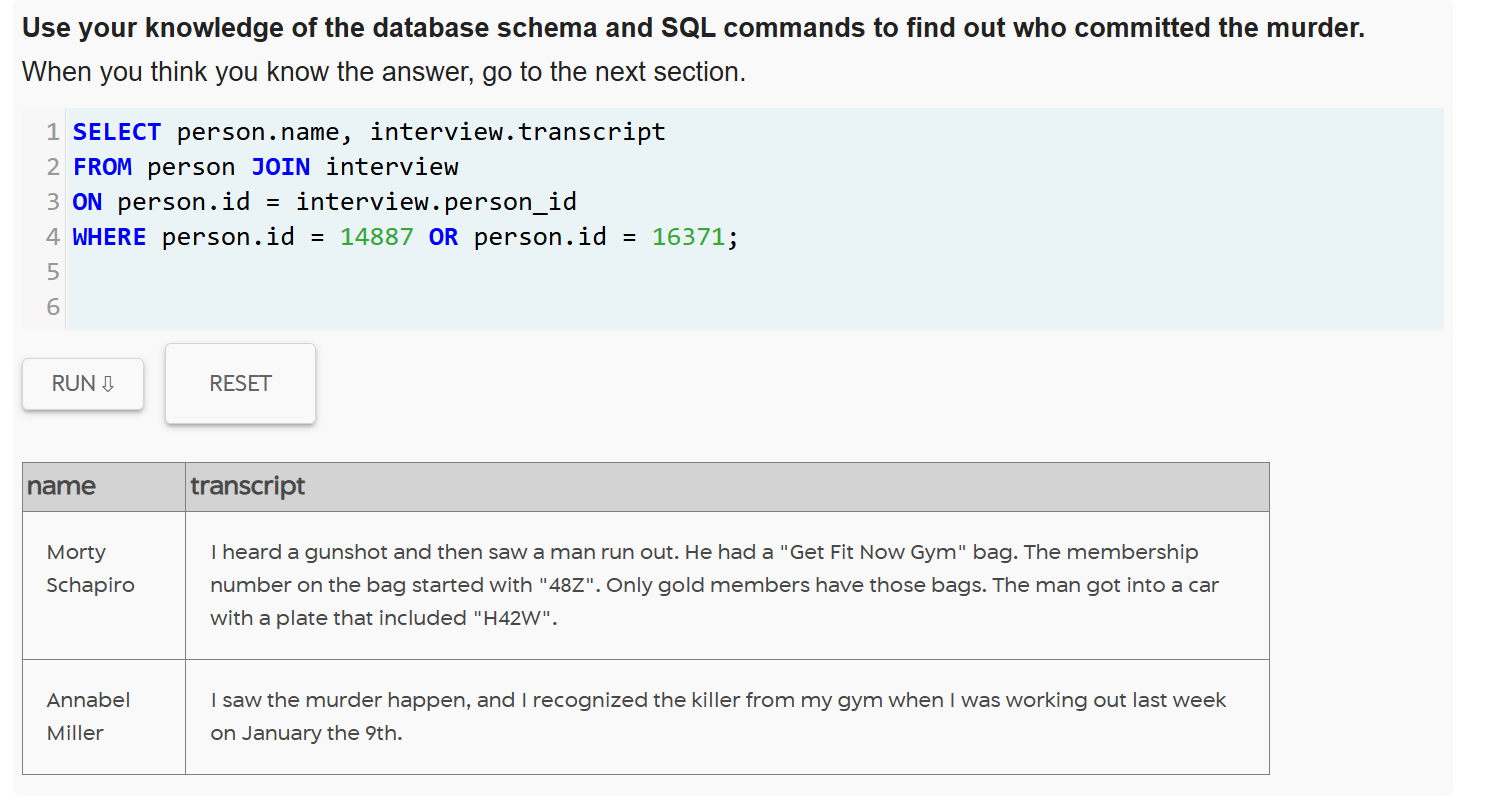 Use your knowledge of the database schema and SQL commands to find out who committed the murder.
When you think you know the answer, go to the next section.
1 SELECT person.name, interview.transcript
2 FROM person JOIN interview
3 ON person.id = interview.person_id
4 WHERE person.id = 14887 OR person.id = 16371;
5
6
RUN ⇩ RESET
name transcript
Morty I heard a gunshot and then saw a man run out. He had a "Get Fit Now Gym" bag. The membership
Schapiro number on the bag started with "48Z". Only gold members have those bags. The man got into a car
with a plate that included "H42W".
Annabel I saw the murder happen, and I recognized the killer from my gym when I was working out last week
Miller on January the 9th.